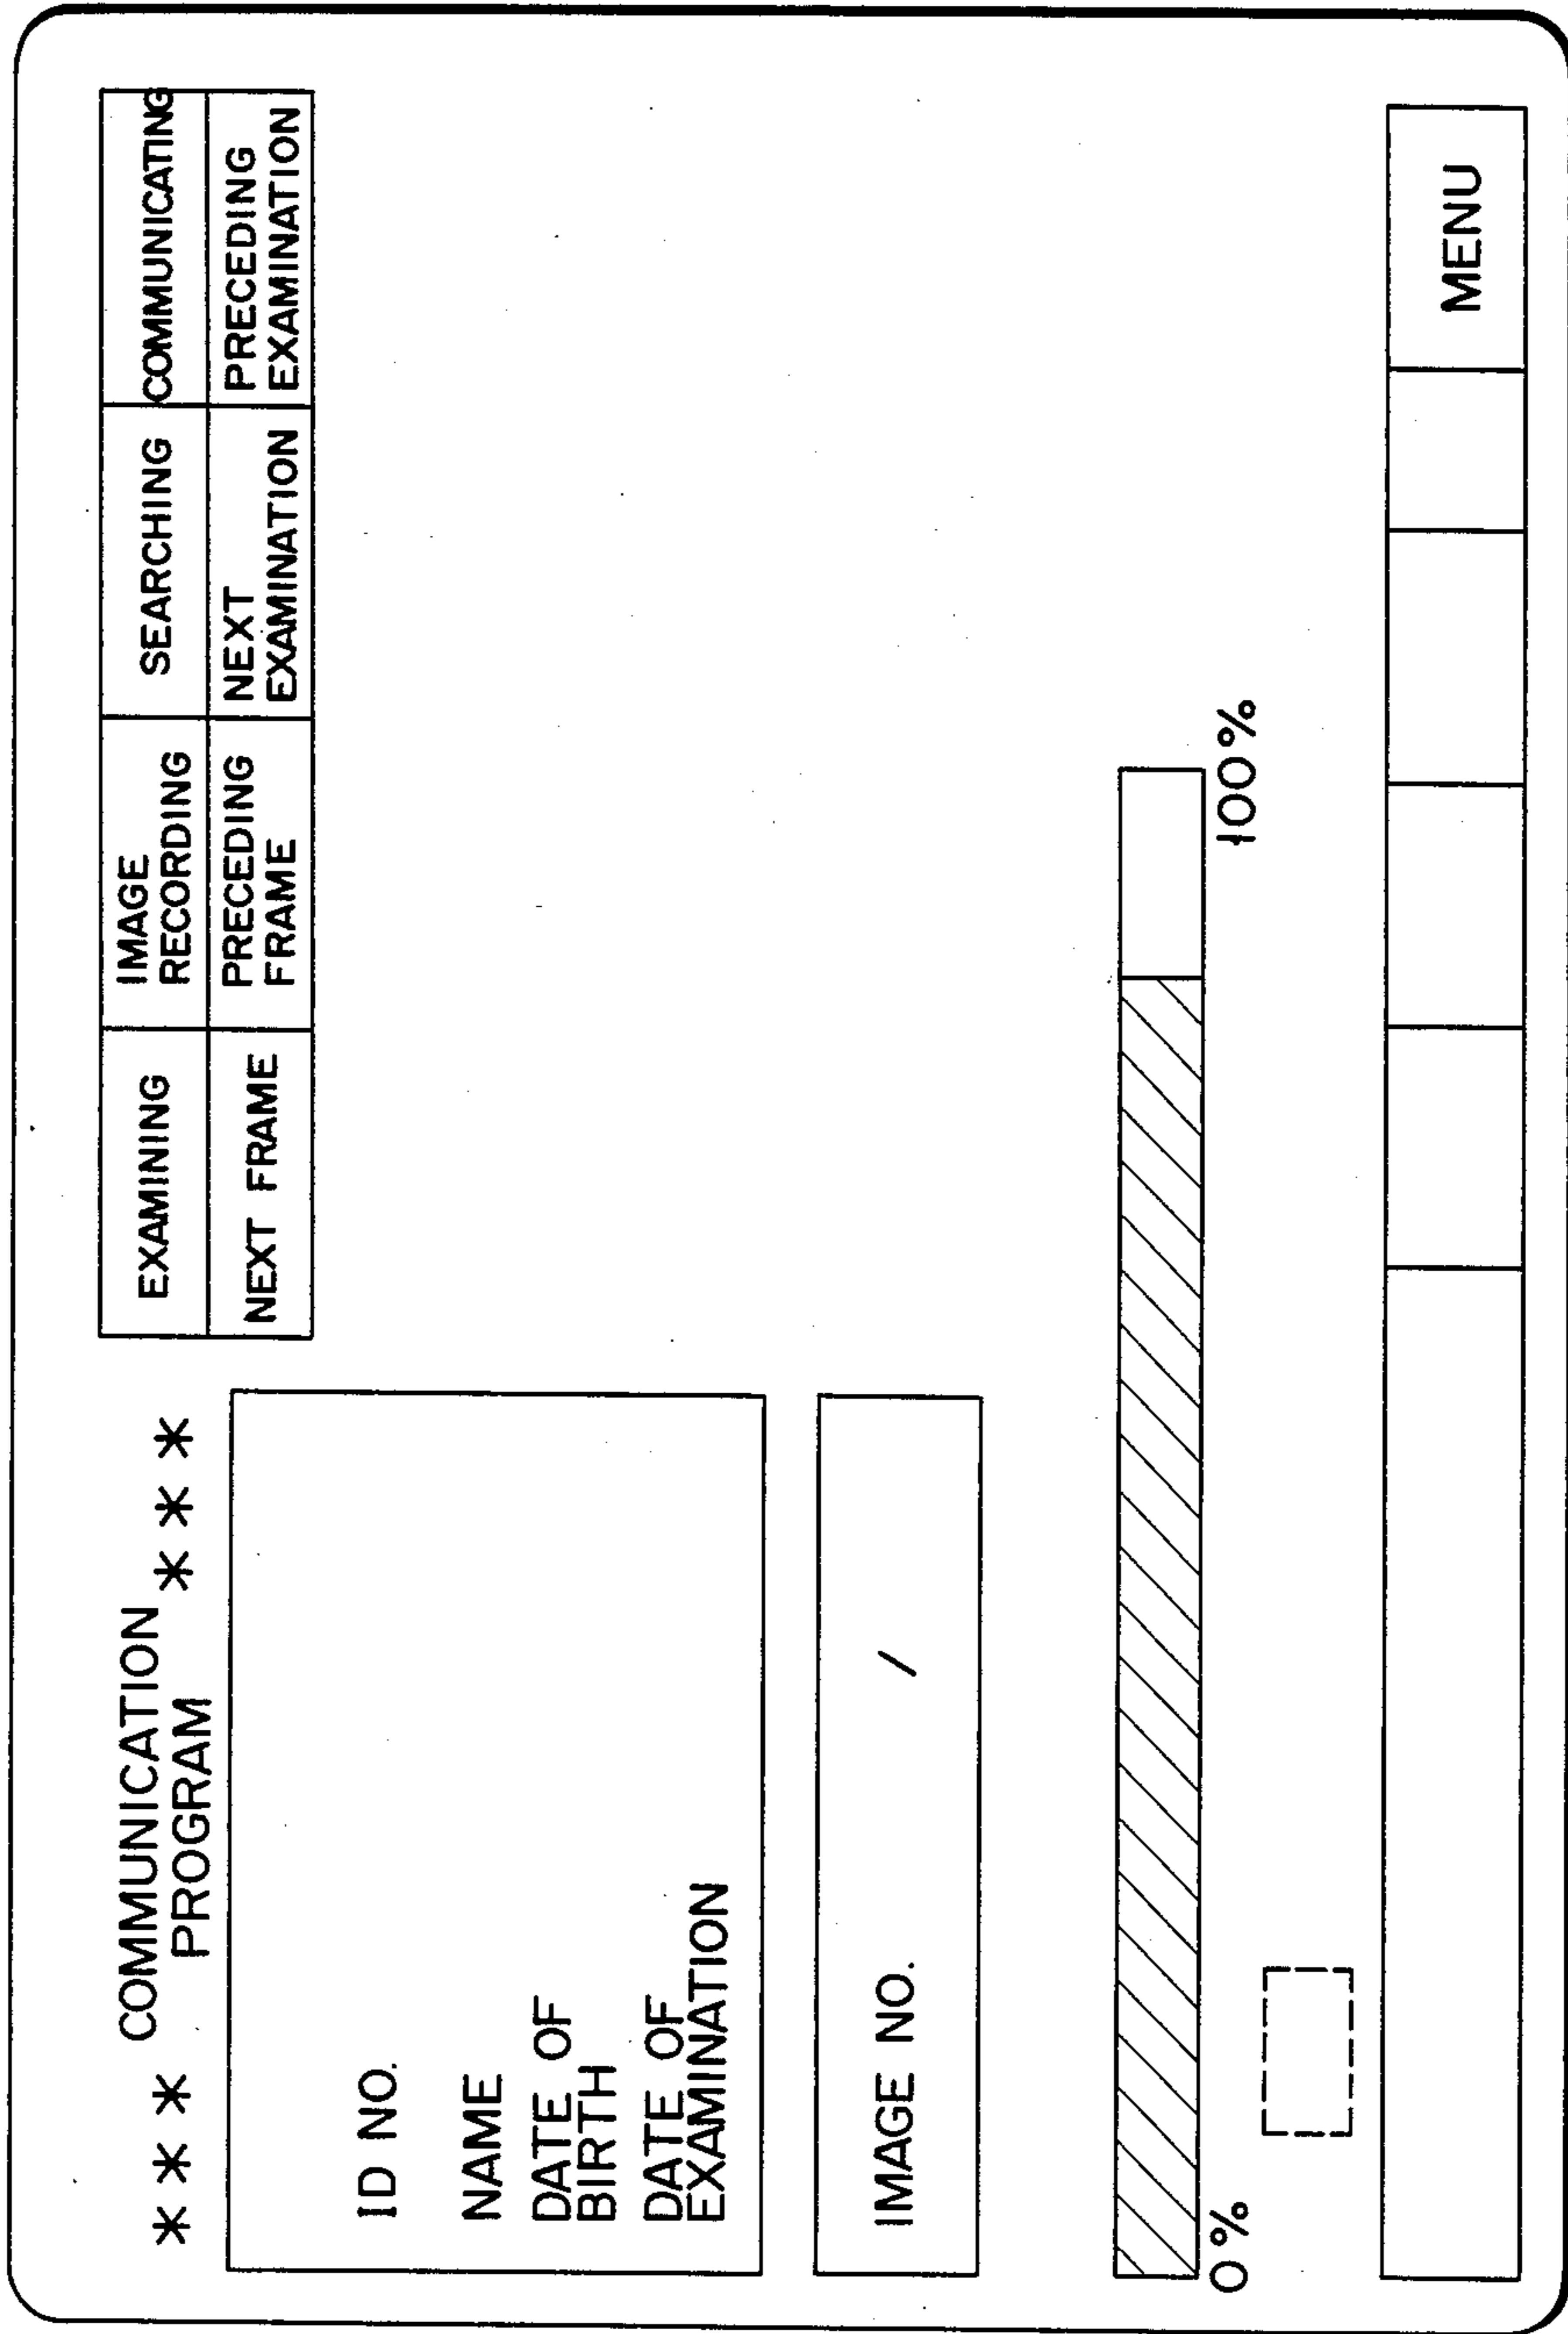 *** COMMUNICATION ***
PROGRAM
EXAMINING
IMAGE
RECORDING
SEARCHING
COMMUNICATING
NEXT FRAME
PRECEDING
FRAME
NEXT
EXAMINATION
PRECEDING
EXAMINATION
ID NO.
NAME
DATE OF
BIRTH
DATE OF
EXAMINATION
IMAGE NO. /
0%
100%
MENU